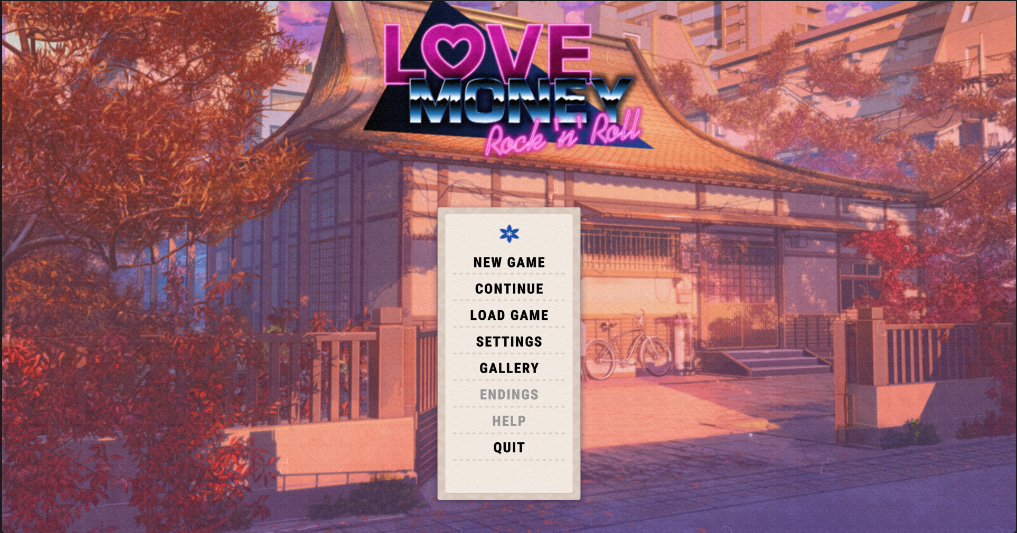 LOVE
MONEY
Rock 'n' Roll
NEW GAME
CONTINUE
LOAD GAME
SETTINGS
GALLERY
ENDINGS
HELP
QUIT